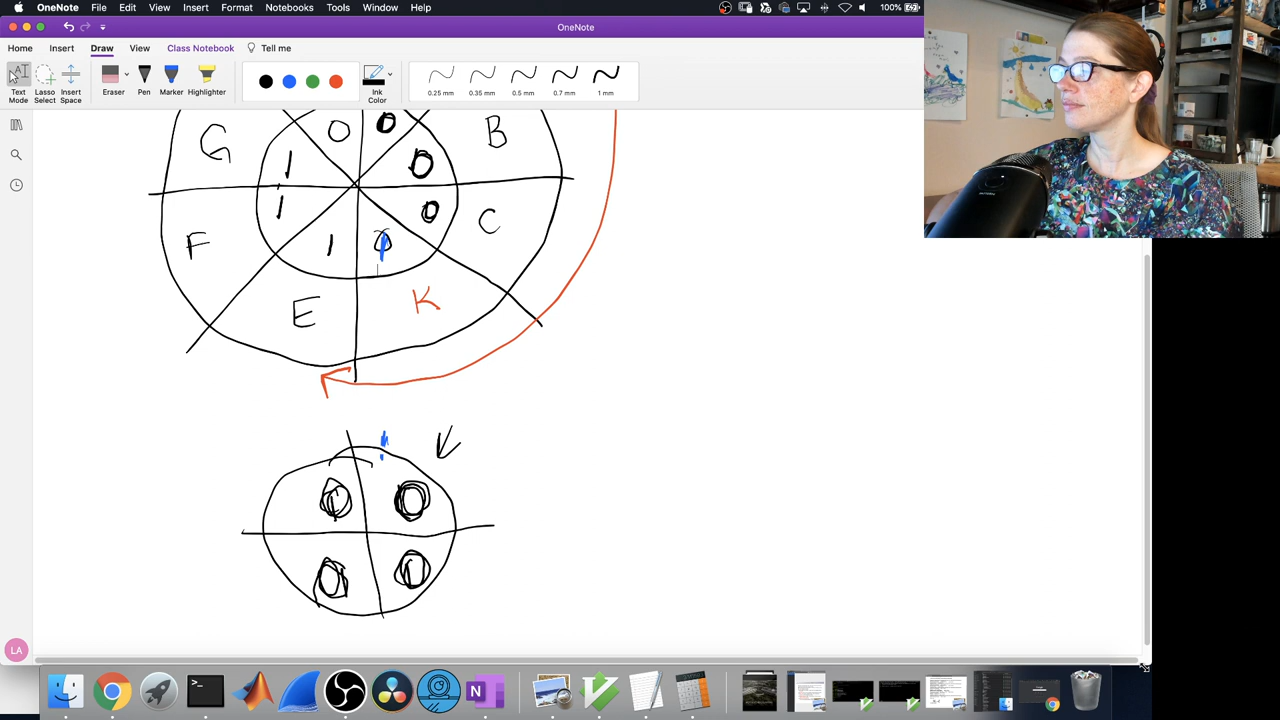 OneNote File Edit View Insert Format Notebooks Tools Window Help 100%
OneNote
Home Insert Draw View Class Notebook Tell me
Text Mode Lasso Select Insert Space Eraser Pen Marker Highlighter Ink Color 0.25 mm 0.35 mm 0.5 mm 0.7 mm 1 mm
O 0
G B
1 0
1 0 C
F 1 0
K
E
0 0
0 0
LA